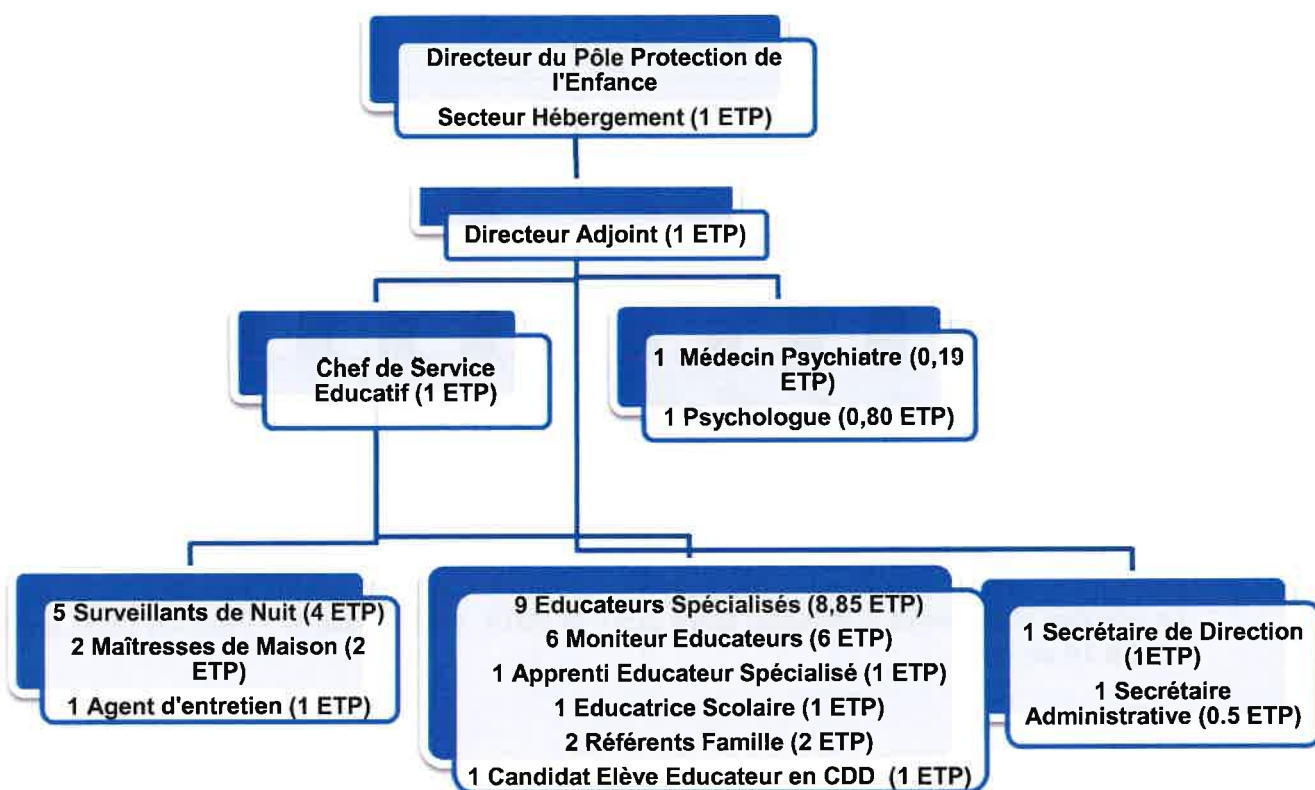 Directeur du Pôle Protection de
l'Enfance
Secteur Hébergement (1 ETP)
Directeur Adjoint (1 ETP)
Chef de Service
Educatif (1 ETP)
1 Médecin Psychiatre (0,19
ETP)
1 Psychologue (0,80 ETP)
5 Surveillants de Nuit (4 ETP)
2 Maîtresses de Maison (2
ETP)
1 Agent d'entretien (1 ETP)
9 Educateurs Spécialisés (8,85 ETP)
6 Moniteur Educateurs (6 ETP)
1 Apprenti Educateur Spécialisé (1 ETP)
1 Educatrice Scolaire (1 ETP)
2 Référents Famille (2 ETP)
1 Candidat Elève Educateur en CDD (1 ETP)
1 Secrétaire de Direction
(1ETP)
1 Secrétaire
Administrative (0.5 ETP)